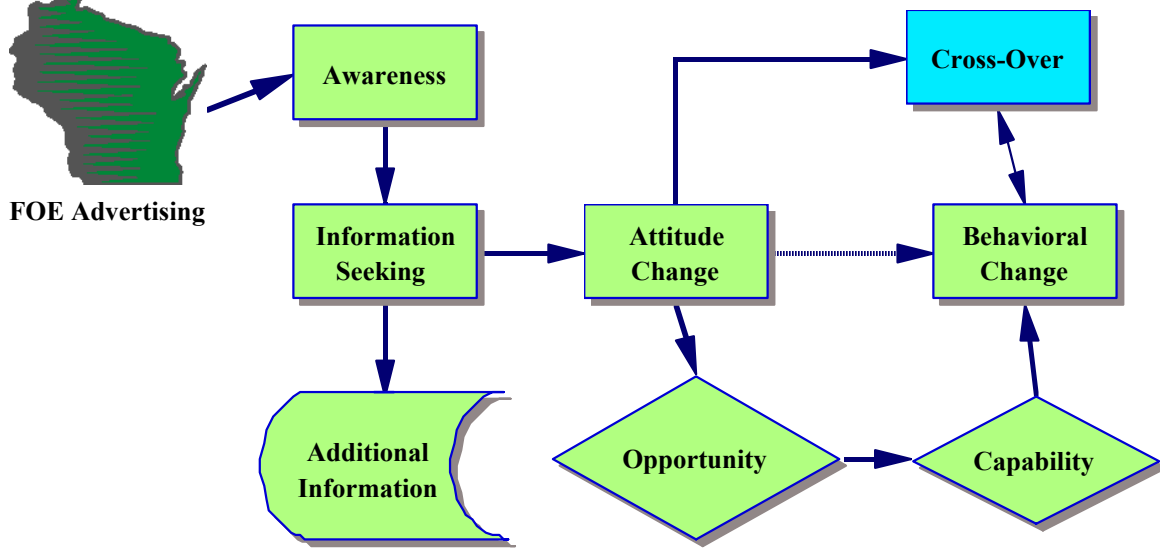 Awareness
Cross-Over
FOE Advertising
Information
Seeking
Attitude
Change
Behavioral
Change
Additional
Information
Opportunity
Capability